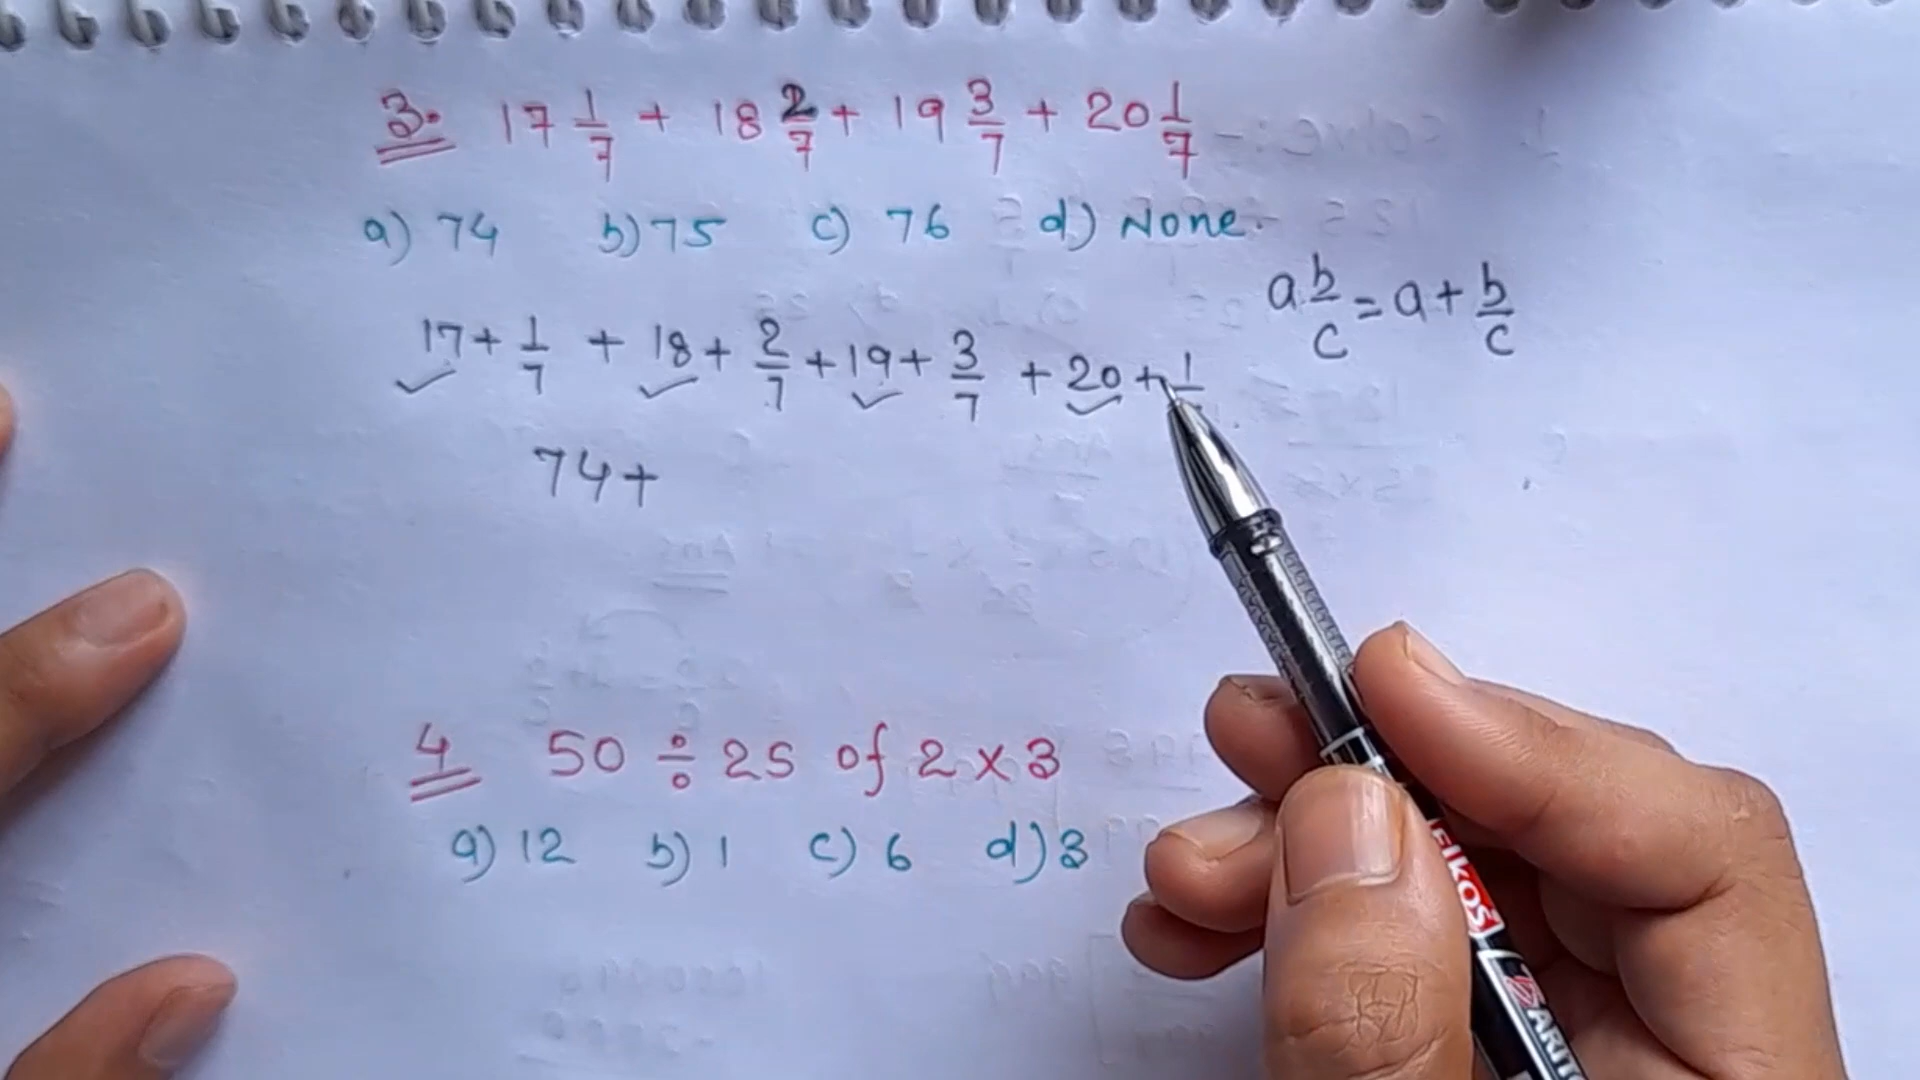 3. 17 1/7 + 18 2/7 + 19 3/7 + 20 1/7
a) 74 b) 75 c) 76 d) None.
a b/c = a + b/c
17 + 1/7 + 18 + 2/7 + 19 + 3/7 + 20 + 1
74 +
4 50 ÷ 25 of 2 x 3
a) 12 b) 1 c) 6 d) 3